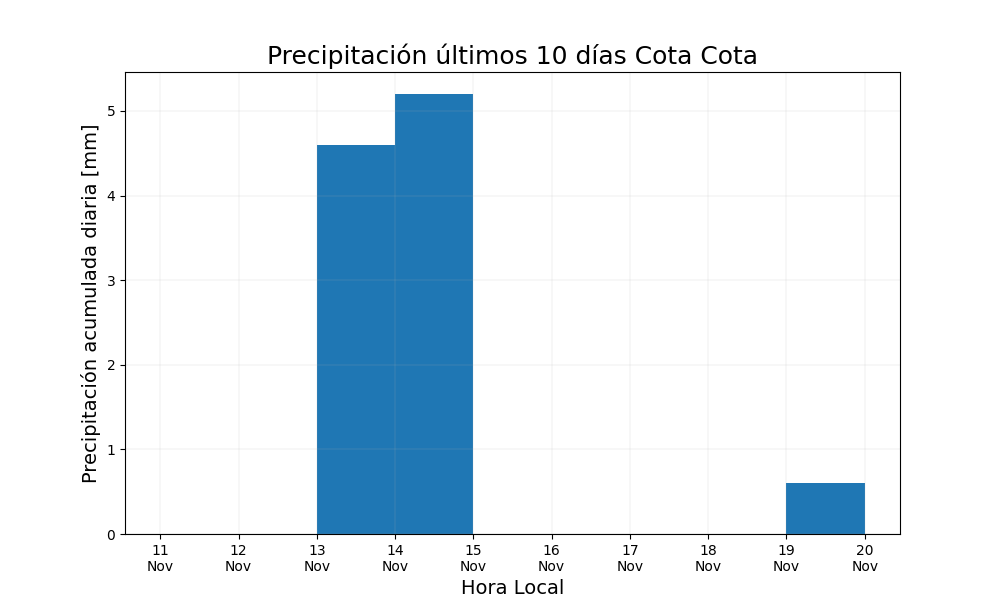 Precipitación últimos 10 días Cota Cota
Precipitación acumulada diaria [mm]
5
4
3
2
1
0
11 12 13 14 15 16 17 18 19 20
Nov Nov Nov Nov Nov Nov Nov Nov Nov Nov
Hora Local